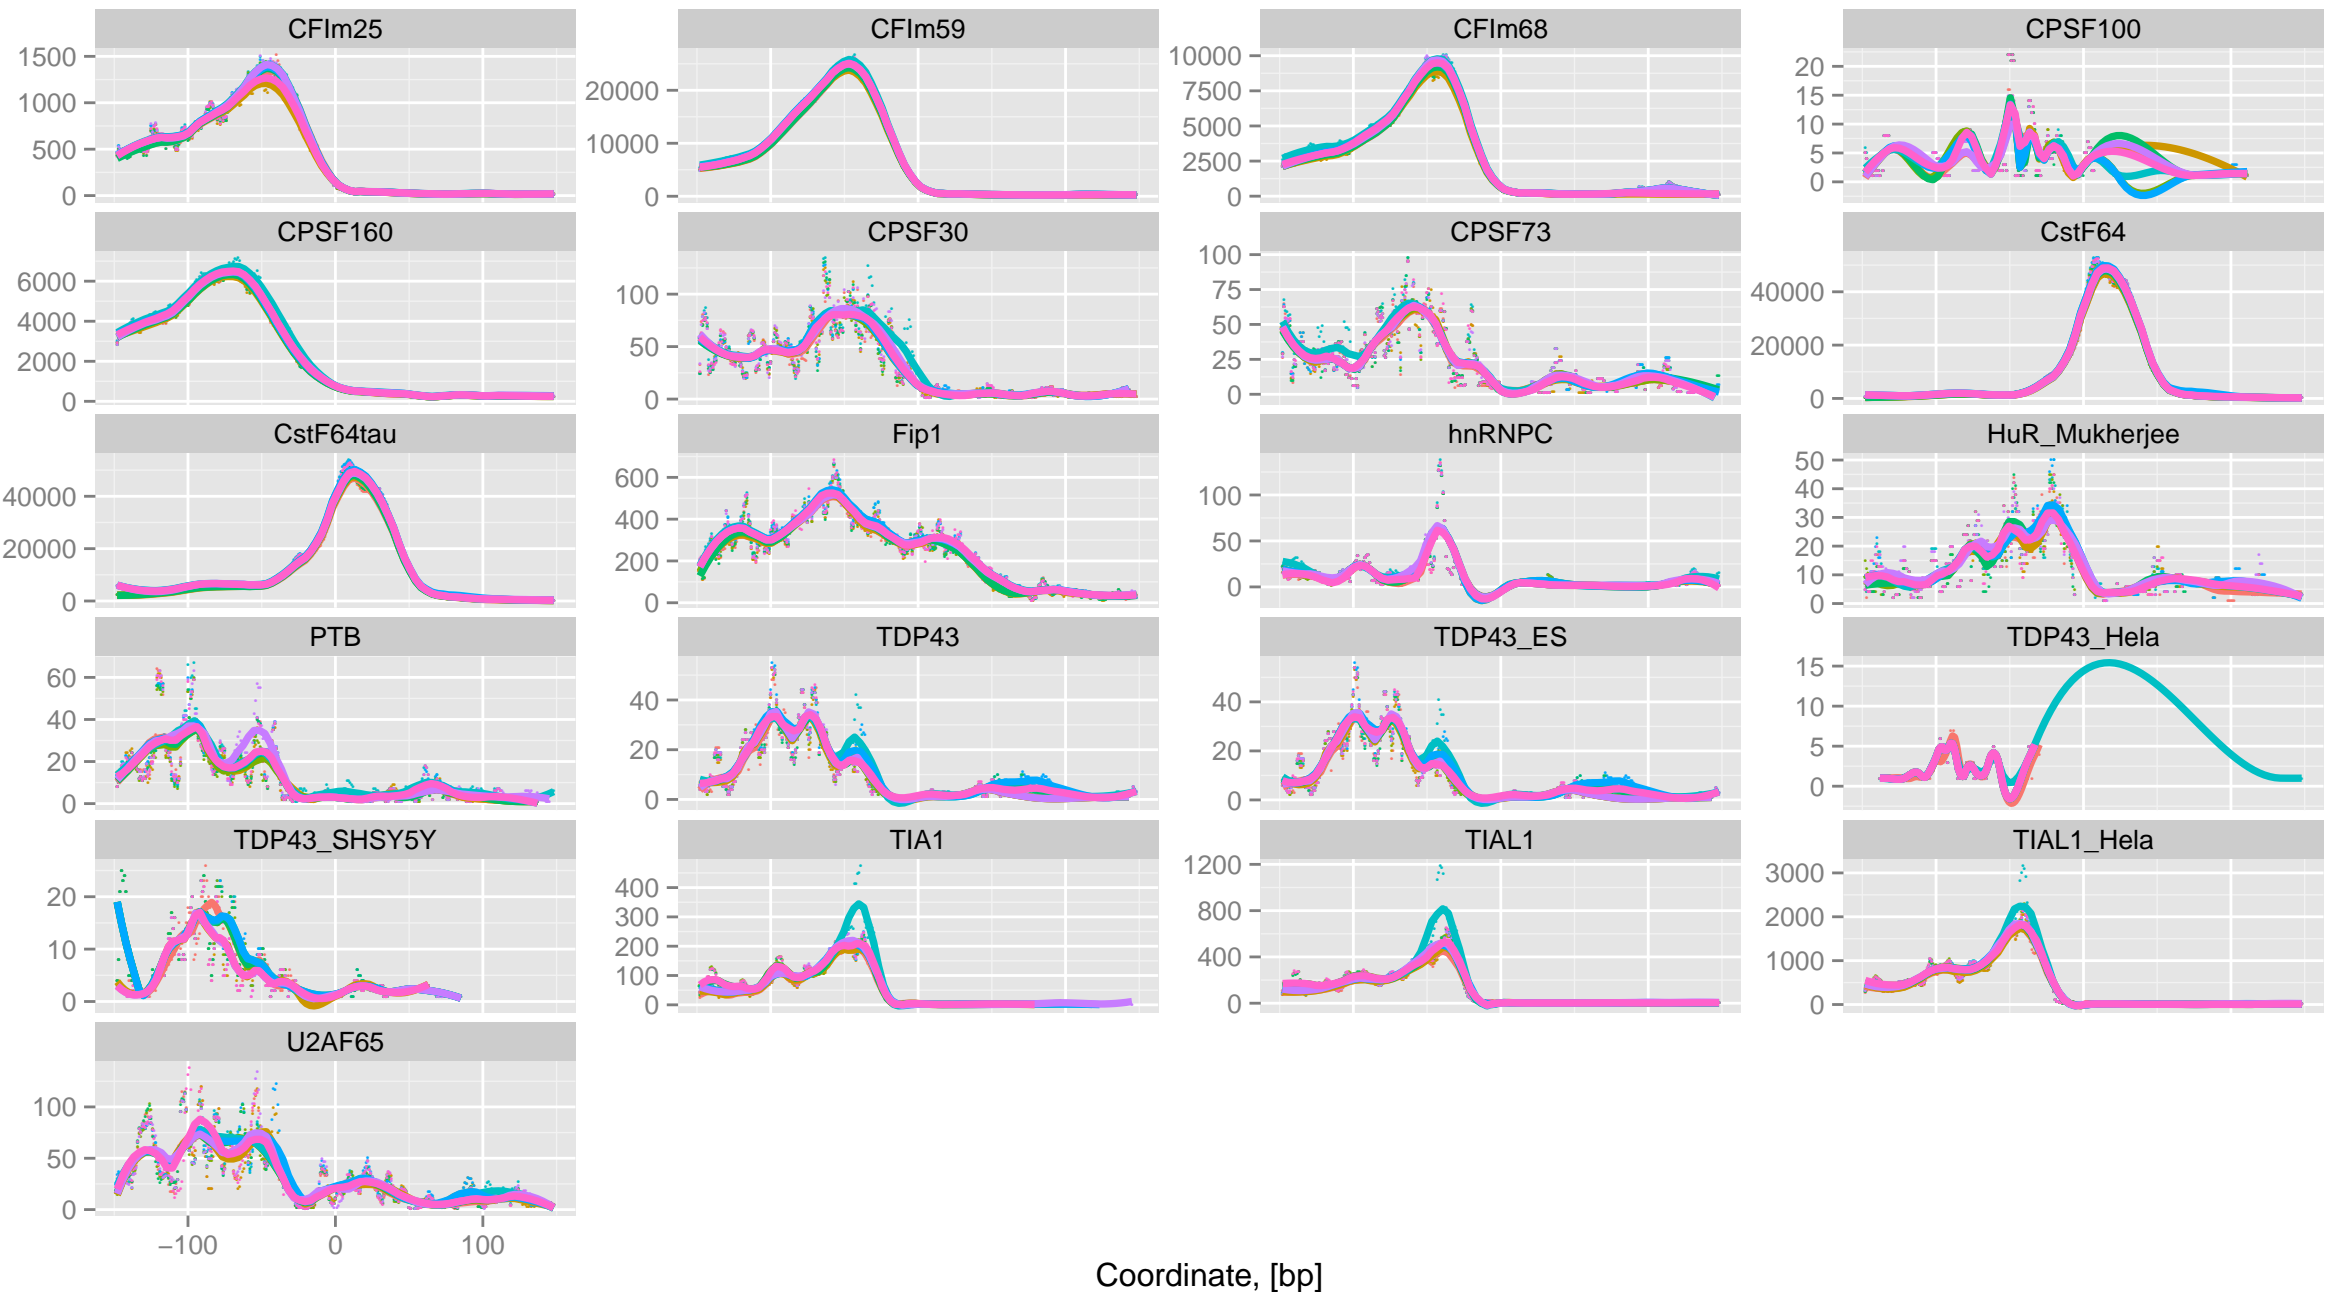 CFIm25 CFIm59 CFIm68 CPSF100
1500 1000 500 0
20000 10000 0
10000 7500 5000 2500 0
20 15 10 5 0
CPSF160 CPSF30 CPSF73 CstF64
6000 4000 2000 0
100 50 0
100 75 50 25 0
40000 20000 0
CstF64tau Fip1 hnRNPC HuR_Mukherjee
40000 20000 0
600 400 200 0
100 50 0
50 40 30 20 10 0
PTB TDP43 TDP43_ES TDP43_Hela
60 40 20 0
40 20 0
40 20 0
15 10 5 0
TDP43_SHSY5Y TIA1 TIAL1 TIAL1_Hela
20 10 0
400 300 200 100 0
1200 800 400 0
3000 2000 1000 0
U2AF65
100 50 0
−100 0 100
Coordinate, [bp]